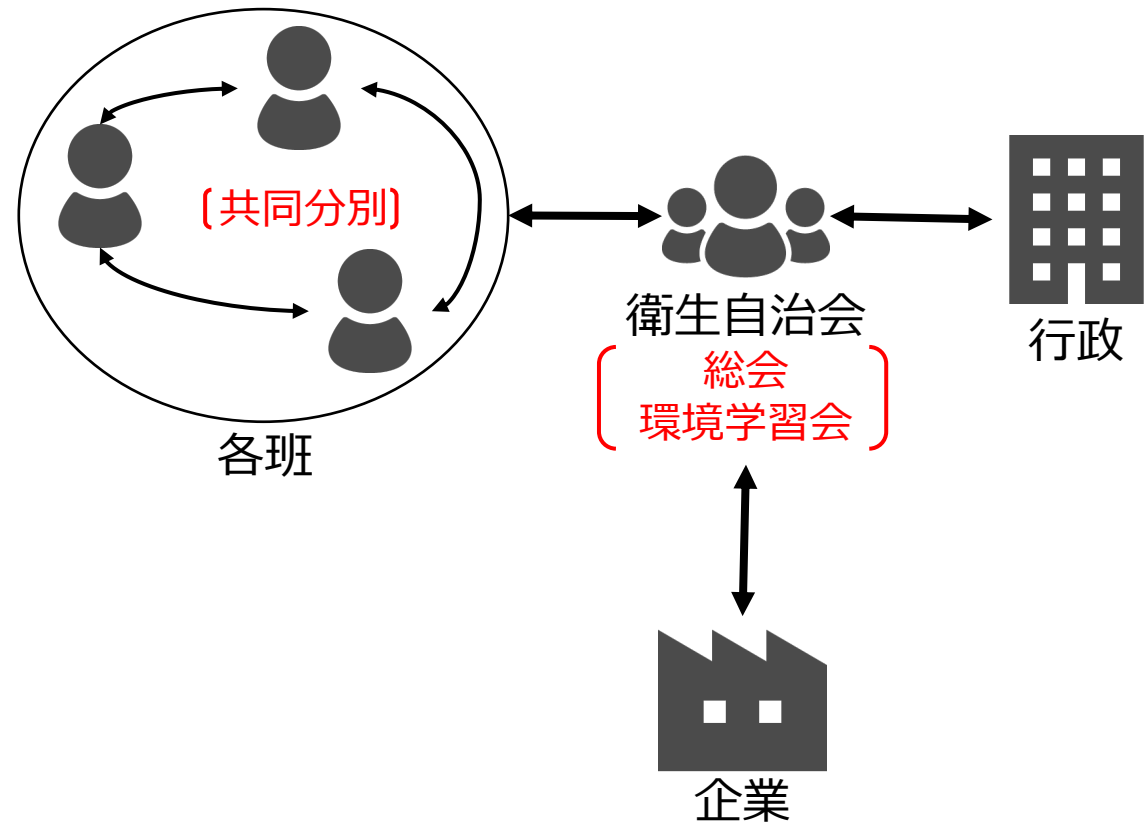 共同分別
各班
衛生自治会
総会
環境学習会
行政
企業